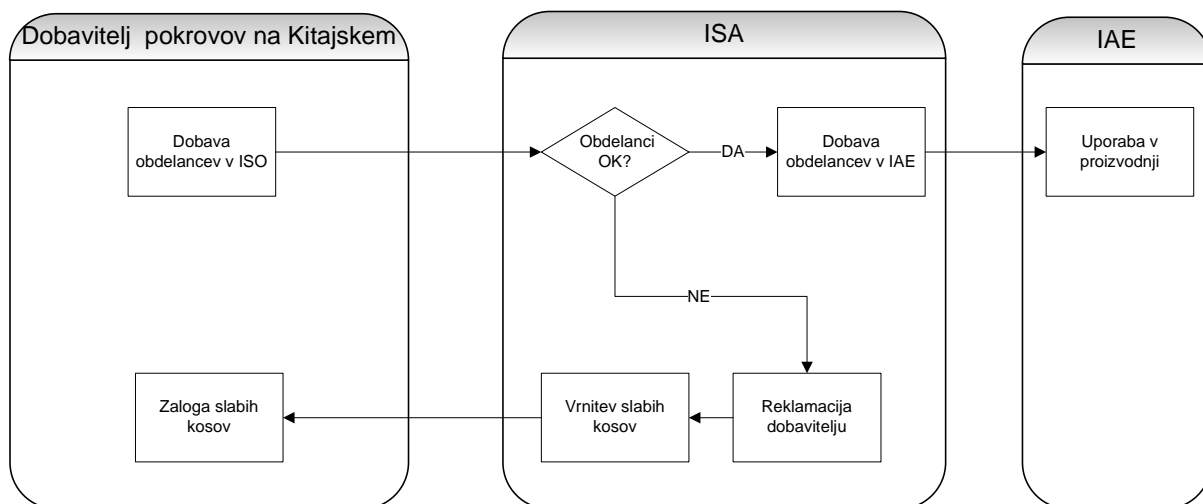 Dobavitelj pokrovov na Kitajskem
ISA
IAE
Dobava
obdelancev v ISO
Obdelanci
OK?
DA
Dobava
obdelancev v IAE
Uporaba v
proizvodnji
NE
Zaloga slabih
kosov
Vrnitev slabih
kosov
Reklamacija
dobavitelju